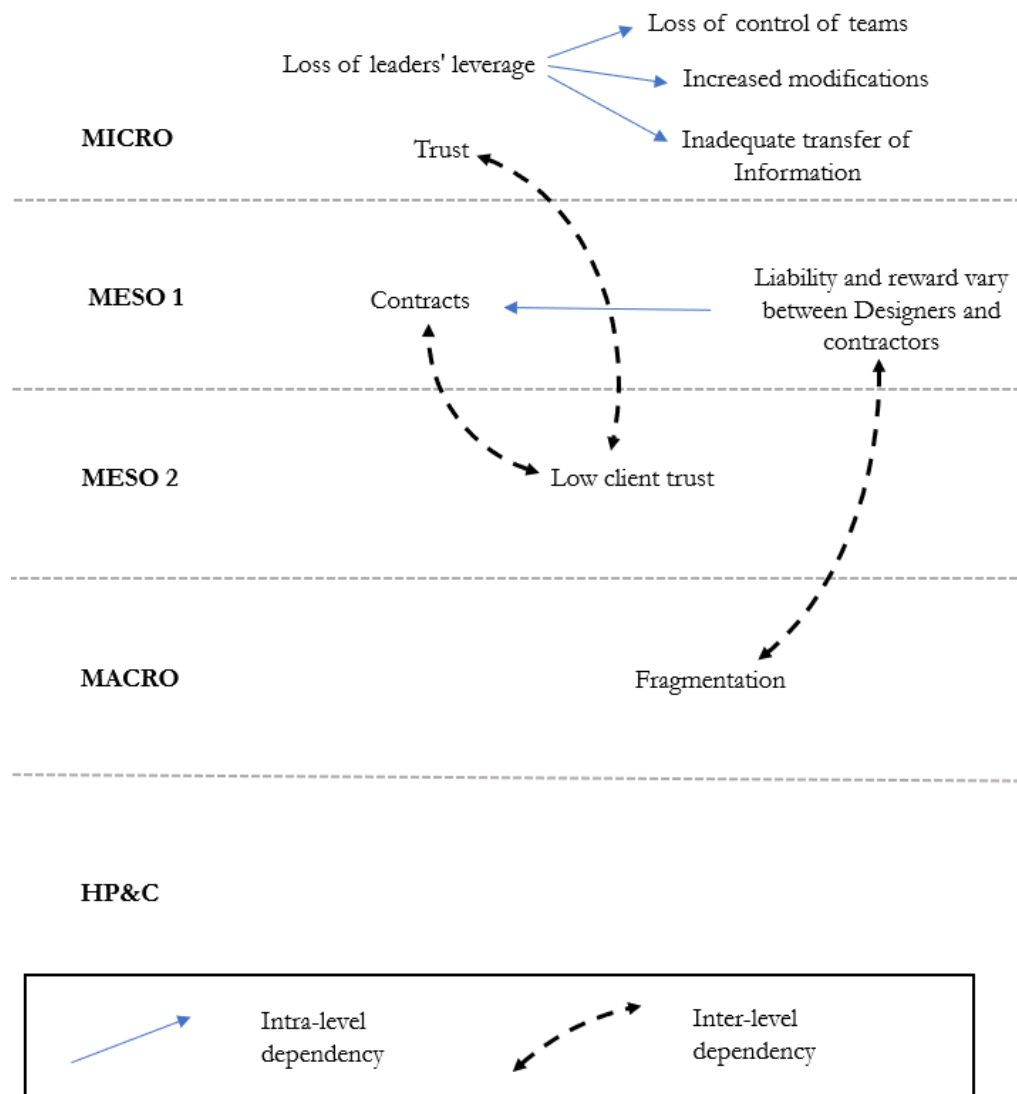 Loss of control of teams
Loss of leaders' leverage
Increased modifications
MICRO
Trust
Inadequate transfer of
Information
MESO 1
Contracts
Liability and reward vary
between Designers and
contractors
MESO 2
Low client trust
MACRO
Fragmentation
HP&C
Intra-level
dependency
Inter-level
dependency